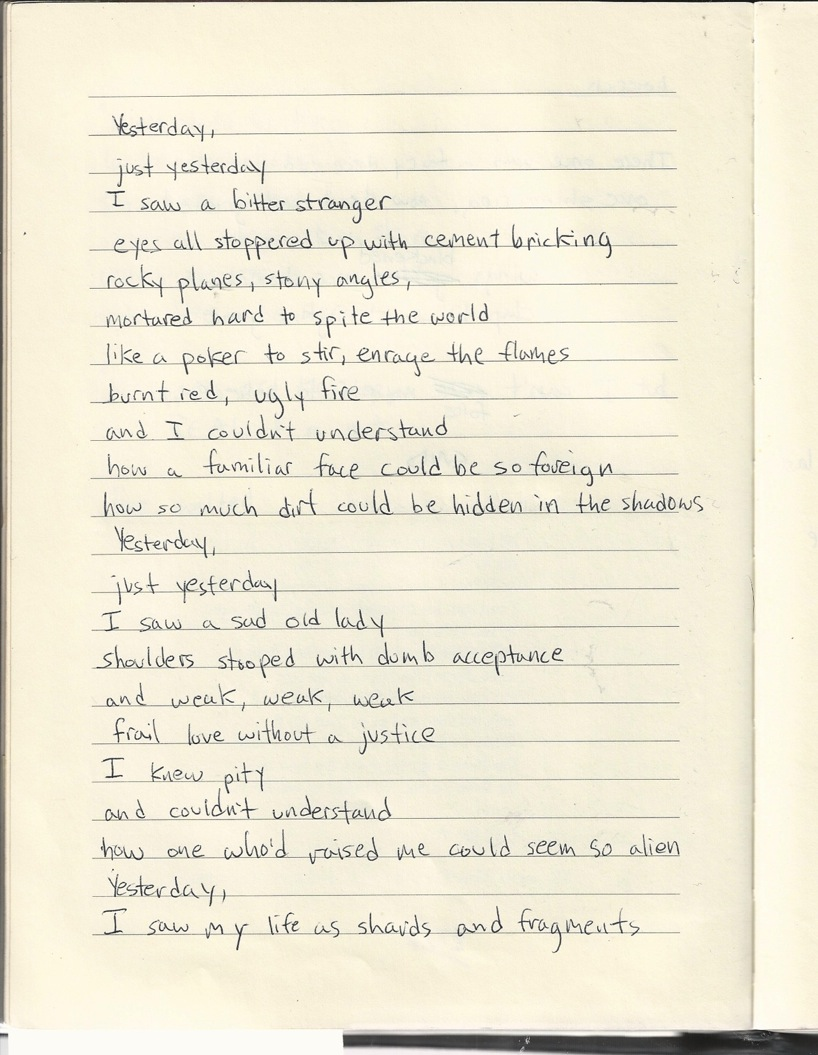 Yesterday,
just yesterday
I saw a bitter stranger
eyes all stoppered up with cement bricking
rocky planes, stony angles,
mortared hard to spite the world
like a poker to stir, enrage the flames
burnt red, ugly fire
and I couldn't understand
how a familiar face could be so foreign
how so much dirt could be hidden in the shadows
Yesterday,
just yesterday
I saw a sad old lady
shoulders stooped with dumb acceptance
and weak, weak, weak
frail love without a justice
I knew pity
and couldn't understand
how one who'd raised me could seem so alien
Yesterday,
I saw my life as shards and fragments